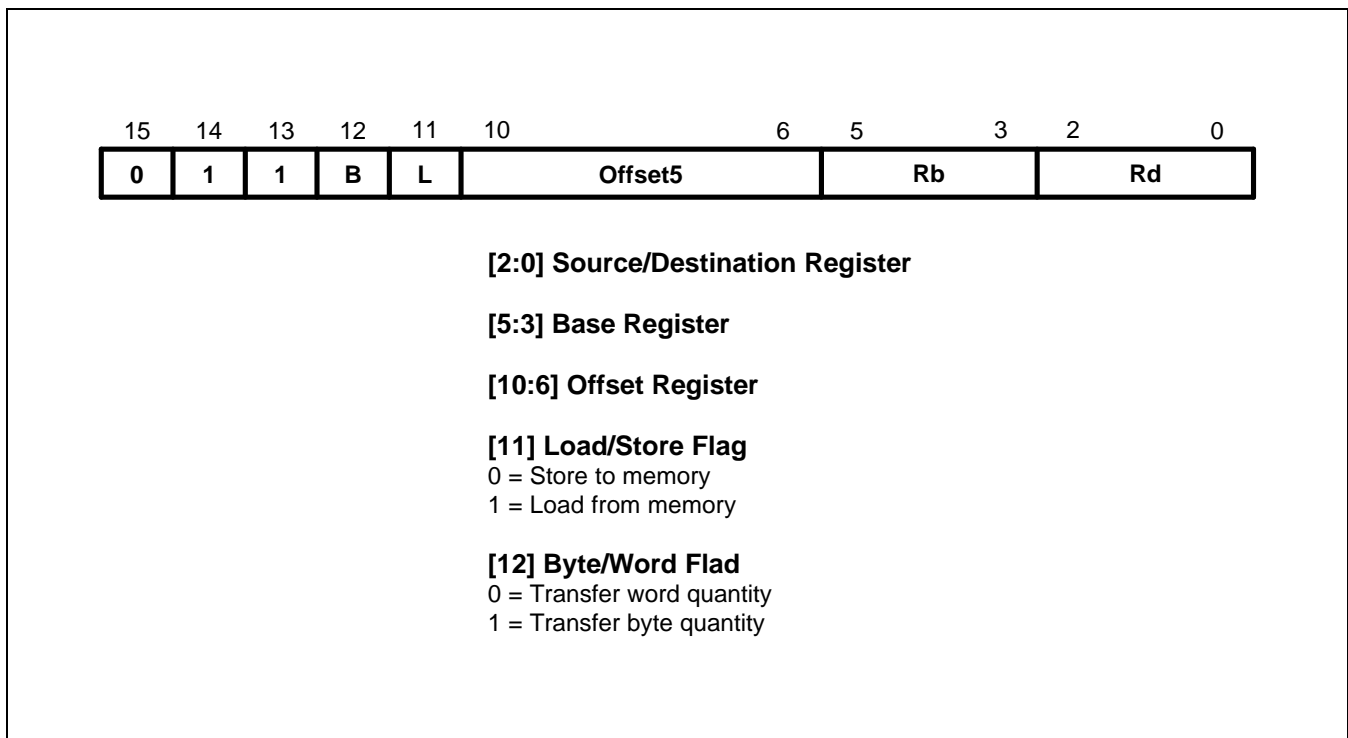 15 14 13 12 11 10 6 5 3 2 0
0 1 1 B L Offset5 Rb Rd
[2:0] Source/Destination Register
[5:3] Base Register
[10:6] Offset Register
[11] Load/Store Flag
0 = Store to memory
1 = Load from memory
[12] Byte/Word Flad
0 = Transfer word quantity
1 = Transfer byte quantity